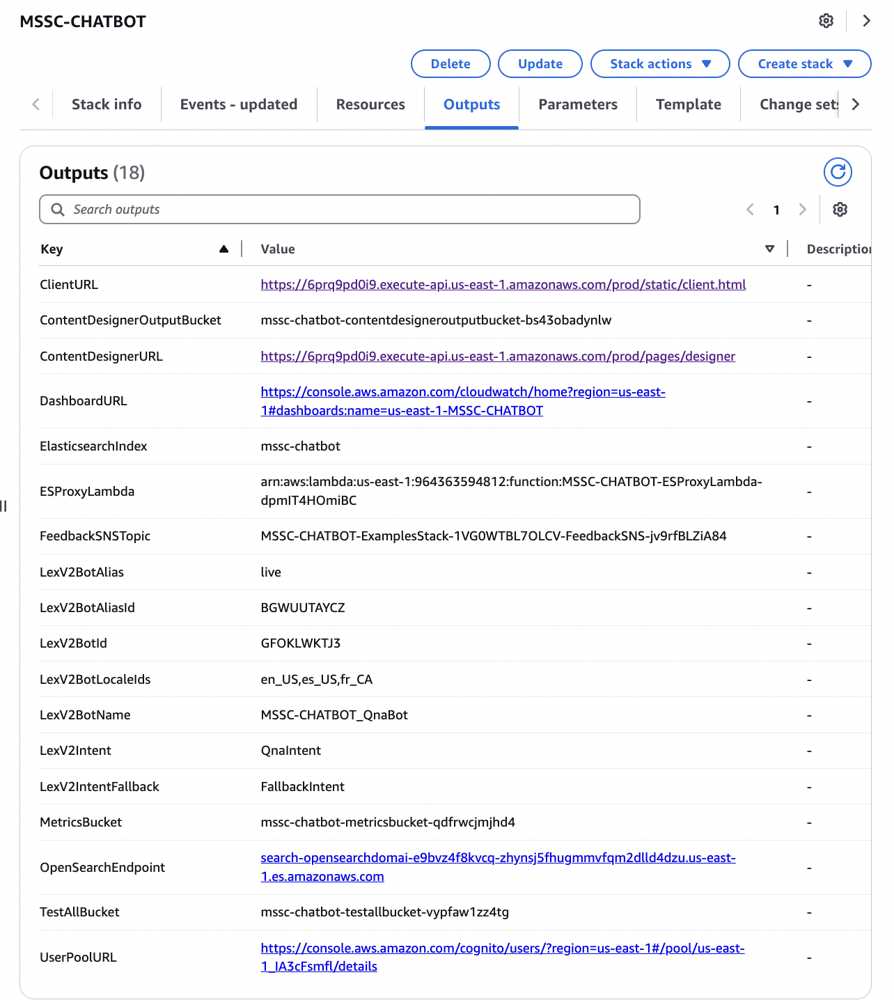 MSSC-CHATBOT
Delete
Update
Stack actions
Create stack
Stack info
Events - updated
Resources
Outputs
Parameters
Template
Change sets
Outputs (18)
Search outputs
1
Key
Value
Description
ClientURL
https://6prq9pd0i9.execute-api.us-east-1.amazonaws.com/prod/static/client.html
-
ContentDesignerOutputBucket
mssc-chatbot-contentdesigneroutputbucket-bs43obadynlw
-
ContentDesignerURL
https://6prq9pd0i9.execute-api.us-east-1.amazonaws.com/prod/pages/designer
-
DashboardURL
https://console.aws.amazon.com/cloudwatch/home?region=us-east-
1#dashboards:name=us-east-1-MSSC-CHATBOT
-
ElasticsearchIndex
mssc-chatbot
-
ESProxyLambda
arn:aws:lambda:us-east-1:964363594812:function:MSSC-CHATBOT-ESProxyLambda-
dpmIT4HOmiBC
-
FeedbackSNSTopic
MSSC-CHATBOT-ExamplesStack-1VG0WTBL7OLCV-FeedbackSNS-jv9rfBLZiA84
-
LexV2BotAlias
live
-
LexV2BotAliasId
BGWUUTAYCZ
-
LexV2BotId
GFOKLWKTJ3
-
LexV2BotLocaleIds
en_US,es_US,fr_CA
-
LexV2BotName
MSSC-CHATBOT_QnaBot
-
LexV2Intent
QnaIntent
-
LexV2IntentFallback
FallbackIntent
-
MetricsBucket
mssc-chatbot-metricsbucket-qdfrwcjmjhd4
-
OpenSearchEndpoint
search-opensearchdomai-e9bvz4f8kvcq-zhynsj5fhugmmvfqm2dlld4dzu.us-east-
1.es.amazonaws.com
-
TestAllBucket
mssc-chatbot-testallbucket-vypfaw1zz4tg
-
UserPoolURL
https://console.aws.amazon.com/cognito/users/?region=us-east-1#/pool/us-east-
1_IA3cFsmfl/details
-